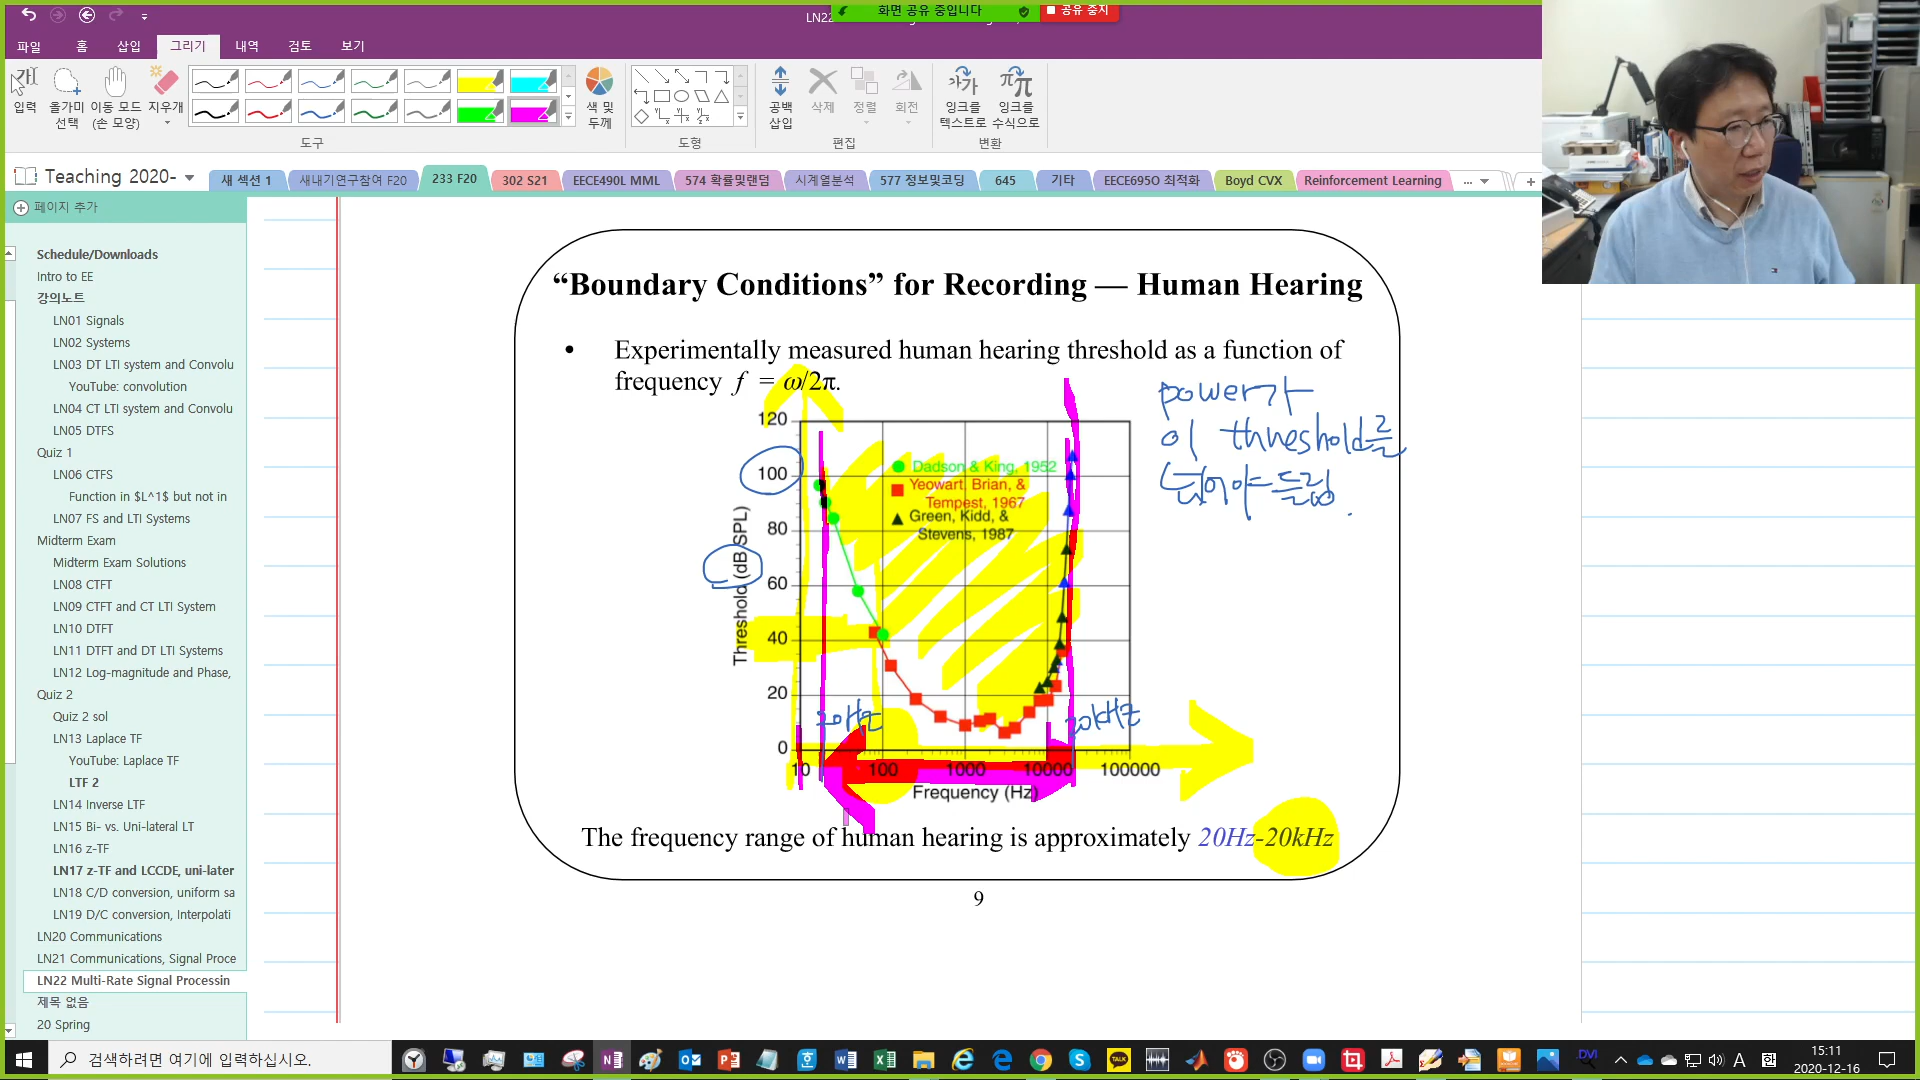 LN22
화면 공유 중입니다
공유 중지
파일 홈 삽입 그리기 내역 검토 보기
입력
올가미 선택
이동 모드 (손 모양)
지우개
색 및 두께
공백 삽입
삭제
정렬
회전
잉크를 텍스트로
잉크를 수식으로
도구 도형 편집 변환
Teaching 2020-
새 섹션 1
새내기연구참여 F20
233 F20
302 S21
EECE490L MML
574 확률및랜덤
시계열분석
577 정보및코딩
645
기타
EECE695O 최적화
Boyd CVX
Reinforcement Learning
...
페이지 추가
Schedule/Downloads
Intro to EE
강의노트
LN01 Signals
LN02 Systems
LN03 DT LTI system and Convolu
YouTube: convolution
LN04 CT LTI system and Convolu
LN05 DTFS
Quiz 1
LN06 CTFS
Function in $L^1$ but not in
LN07 FS and LTI Systems
Midterm Exam
Midterm Exam Solutions
LN08 CTFT
LN09 CTFT and CT LTI System
LN10 DTFT
LN11 DTFT and DT LTI Systems
LN12 Log-magnitude and Phase,
Quiz 2
Quiz 2 sol
LN13 Laplace TF
YouTube: Laplace TF
LTF 2
LN14 Inverse LTF
LN15 Bi- vs. Uni-lateral LT
LN16 z-TF
LN17 z-TF and LCCDE, uni-later
LN18 C/D conversion, uniform sa
LN19 D/C conversion, Interpolati
LN20 Communications
LN21 Communications, Signal Proce
LN22 Multi-Rate Signal Processin
제목 없음
20 Spring
“Boundary Conditions” for Recording — Human Hearing
• Experimentally measured human hearing threshold as a function of
frequency f = ω/2π.
power가
이 threshold를
넘어야 들림.
120
100
80
60
40
20
0
Threshold (dB SPL)
Dadson & King, 1952
Yeowart, Brian, &
Tempest, 1967
Green, Kidd, &
Stevens, 1987
20Hz
20kHz
10 100 1000 10000 100000
Frequency (Hz)
The frequency range of human hearing is approximately 20Hz-20kHz
9
검색하려면 여기에 입력하십시오.
A
15:11
2020-12-16